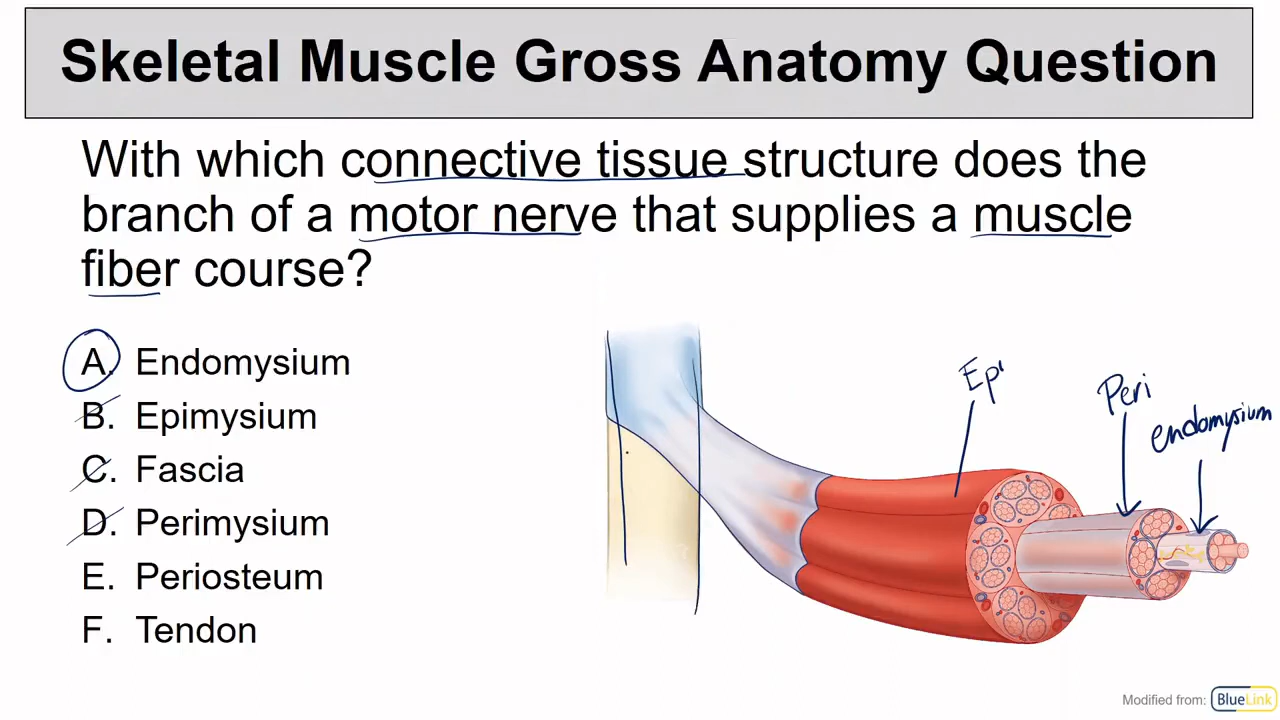 Skeletal Muscle Gross Anatomy Question
With which connective tissue structure does the
branch of a motor nerve that supplies a muscle
fiber course?
A. Endomysium
B. Epimysium
C. Fascia
D. Perimysium
E. Periosteum
F. Tendon
Epi
Peri
endomysium
Modified from: BlueLink